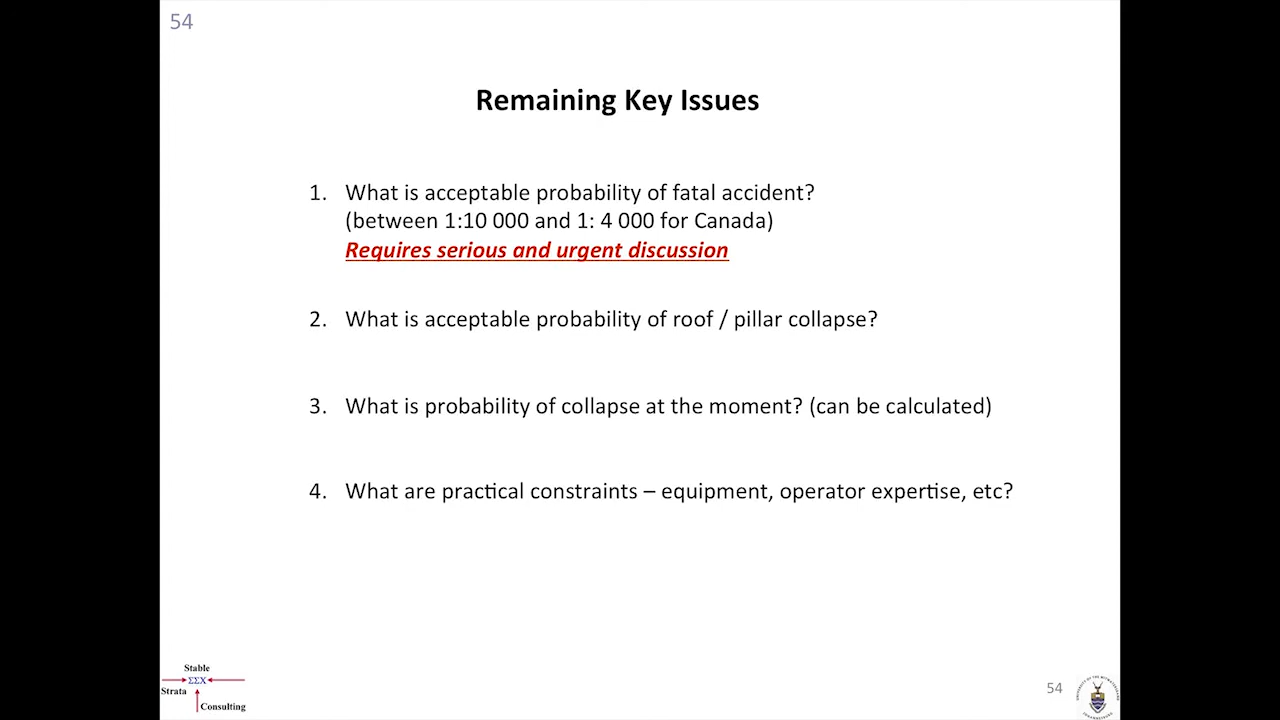 54
Remaining Key Issues
1. What is acceptable probability of fatal accident?
(between 1:10 000 and 1: 4 000 for Canada)
Requires serious and urgent discussion
2. What is acceptable probability of roof / pillar collapse?
3. What is probability of collapse at the moment? (can be calculated)
4. What are practical constraints – equipment, operator expertise, etc?
Stable
ΣΣX
Strata
Consulting
54